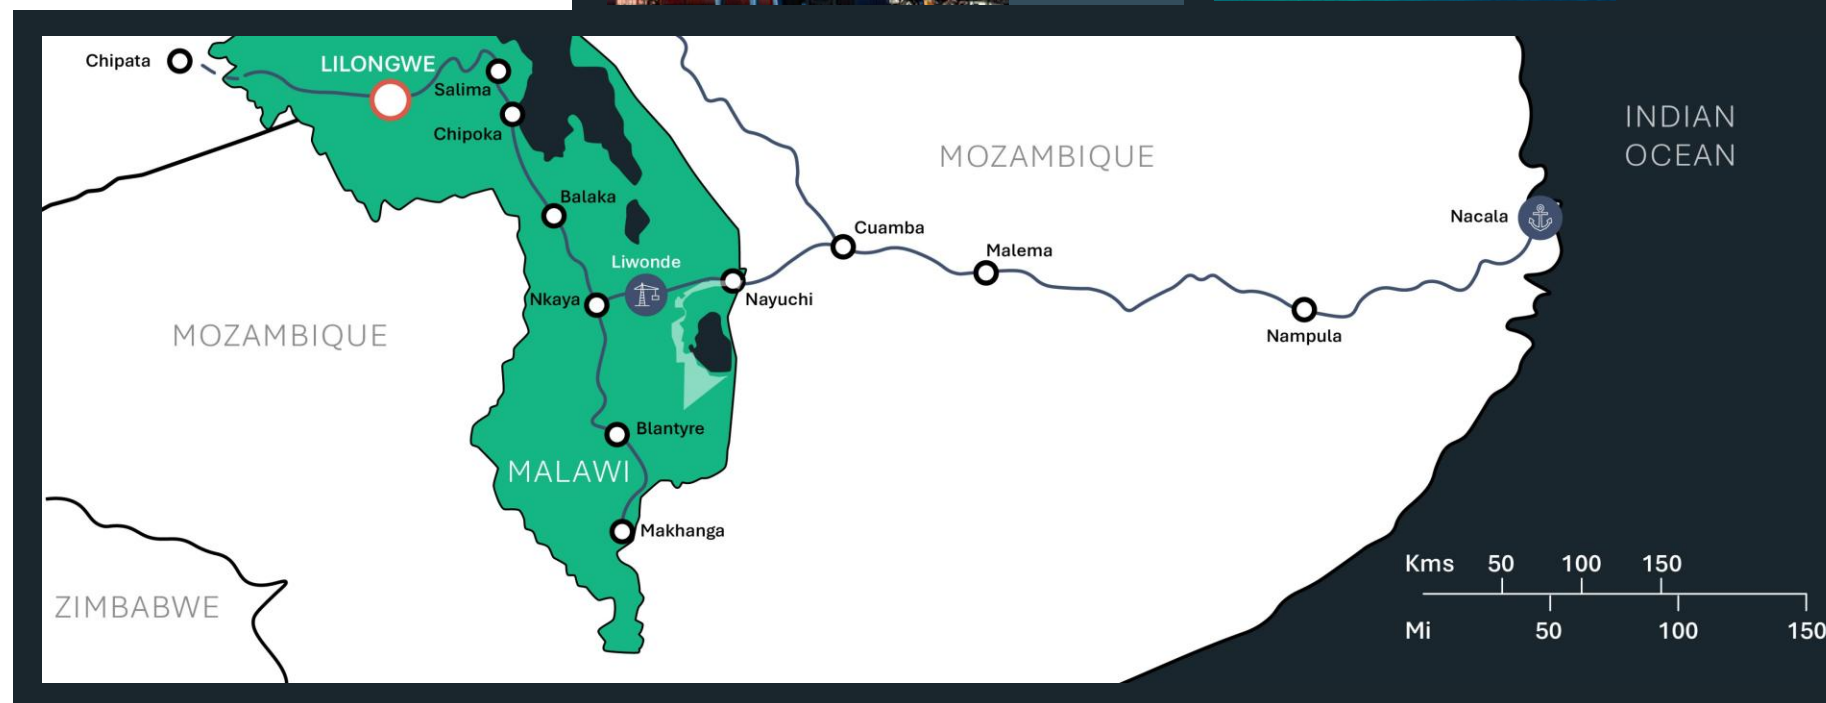 Chipata
LILONGWE
Salima
Chipoka
MOZAMBIQUE
INDIAN
OCEAN
Balaka
Cuamba
Nacala
Malema
Liwonde
Nkaya
Nayuchi
MOZAMBIQUE
Nampula
Blantyre
MALAWI
Makhanga
ZIMBABWE
Kms 50 100 150
Mi 50 100 150